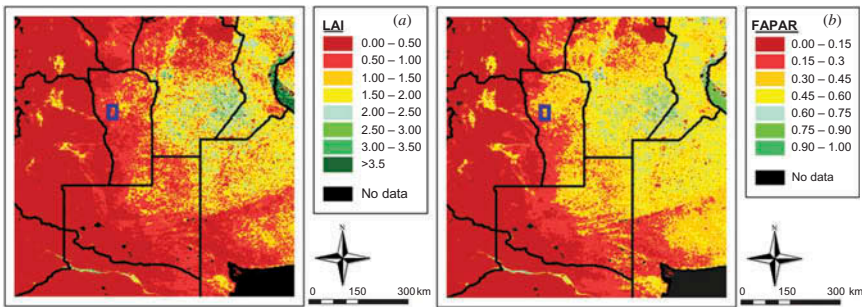 LAI (a)
0.00 – 0.50
0.50 – 1.00
1.00 – 1.50
1.50 – 2.00
2.00 – 2.50
2.50 – 3.00
3.00 – 3.50
>3.5
No data
N
0 150 300 km
FAPAR (b)
0.00 – 0.15
0.15 – 0.3
0.30 – 0.45
0.45 – 0.60
0.60 – 0.75
0.75 – 0.90
0.90 – 1.00
No data
N
0 150 300 km